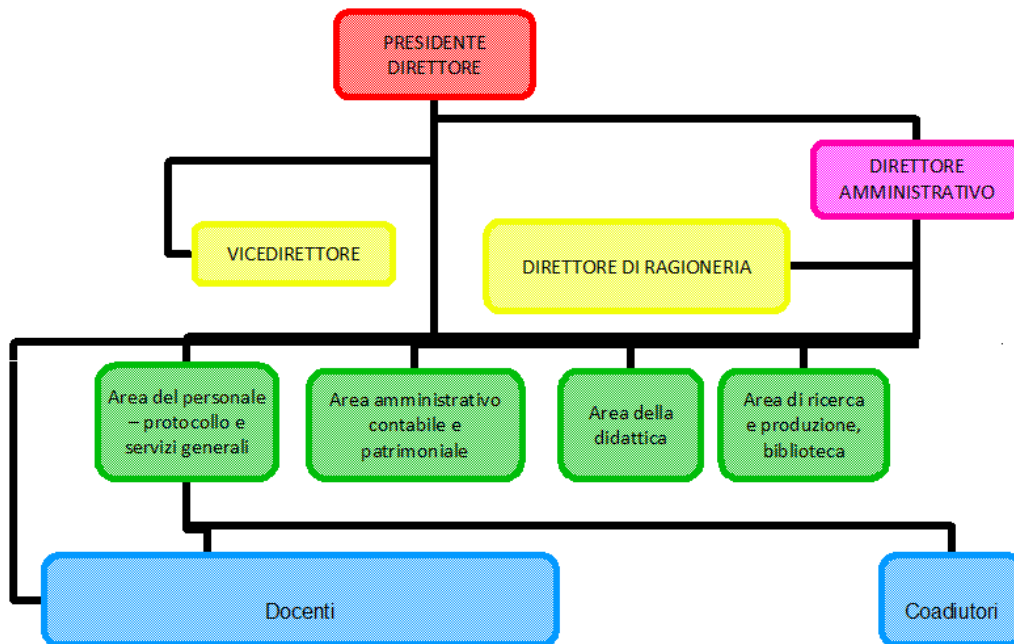 PRESIDENTE
DIRETTORE
DIRETTORE
AMMINISTRATIVO
VICEDIRETTORE
DIRETTORE DI RAGIONERIA
Area del personale
– protocollo e
servizi generali
Area amministrativo
contabile e
patrimoniale
Area della
didattica
Area di ricerca
e produzione,
biblioteca
Docenti
Coadiutori